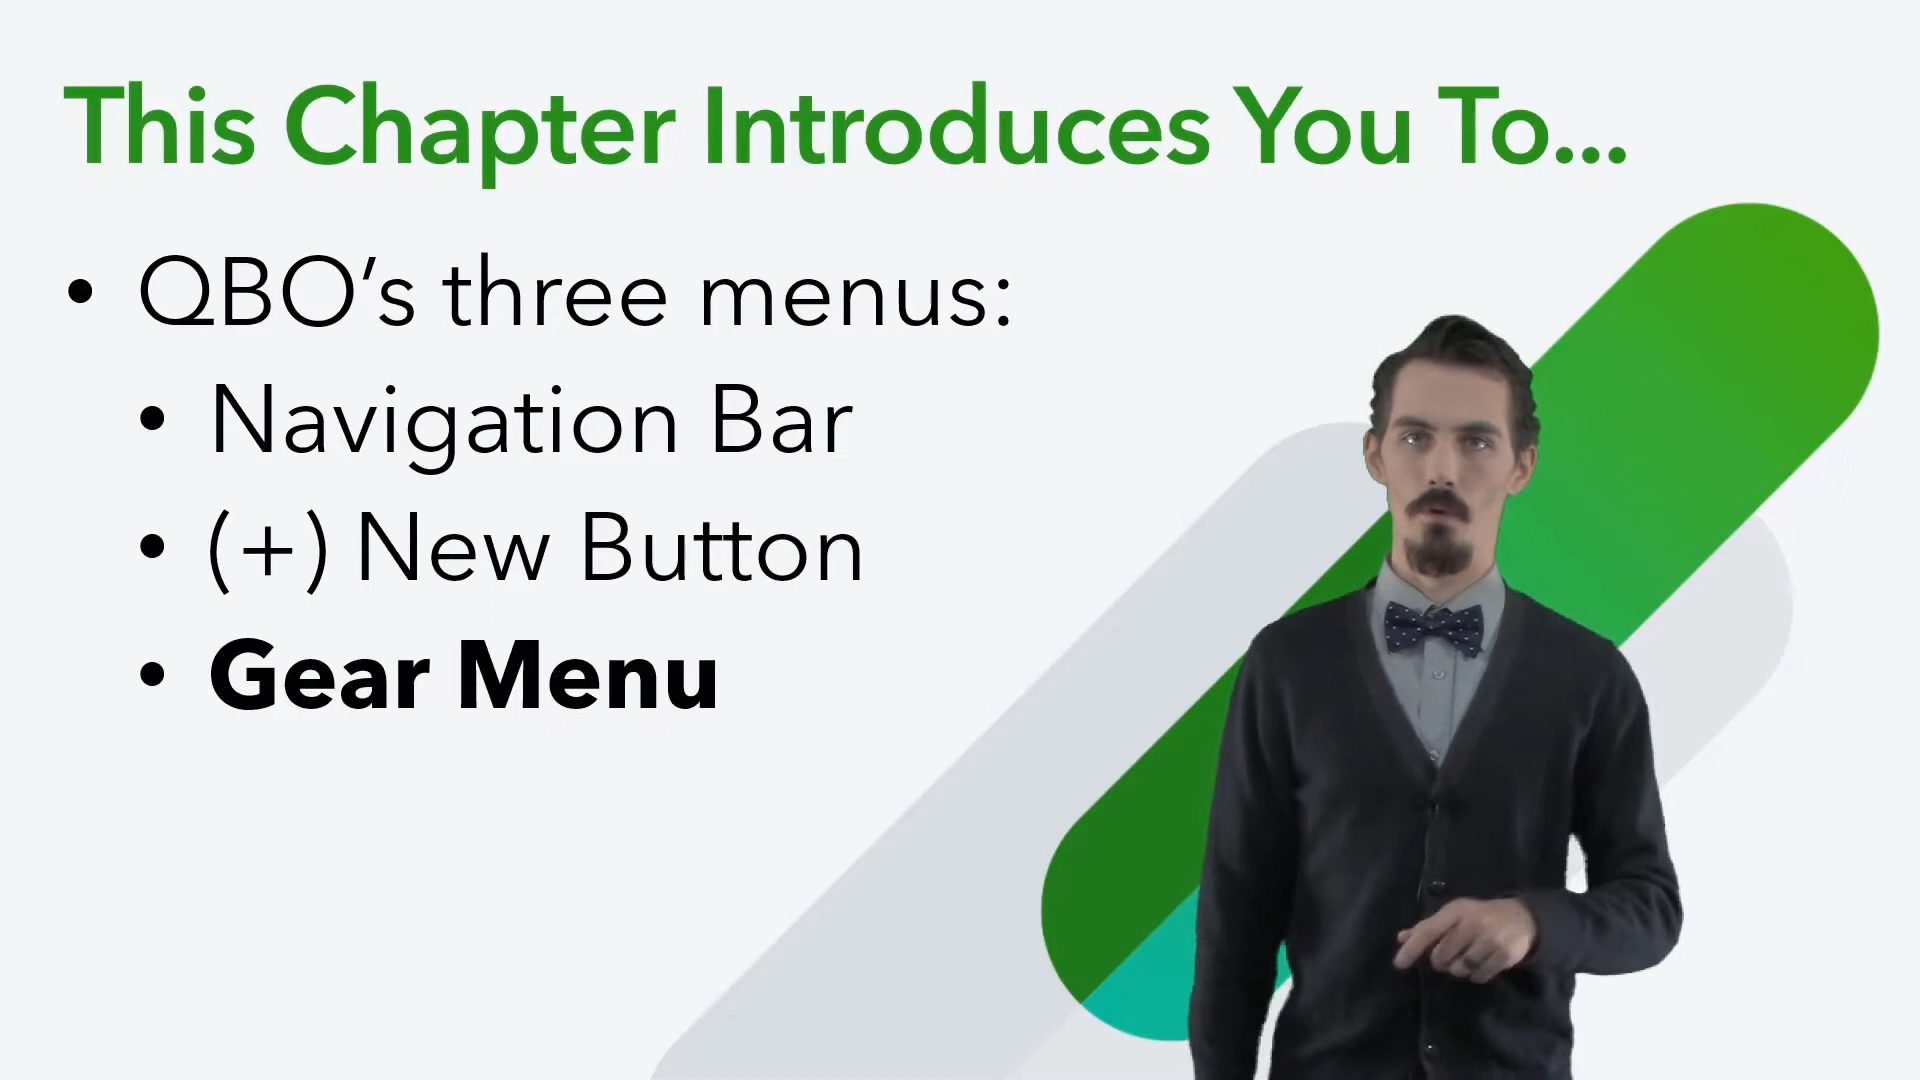 This Chapter Introduces You To...
• QBO’s three menus:
• Navigation Bar
• (+) New Button
• Gear Menu